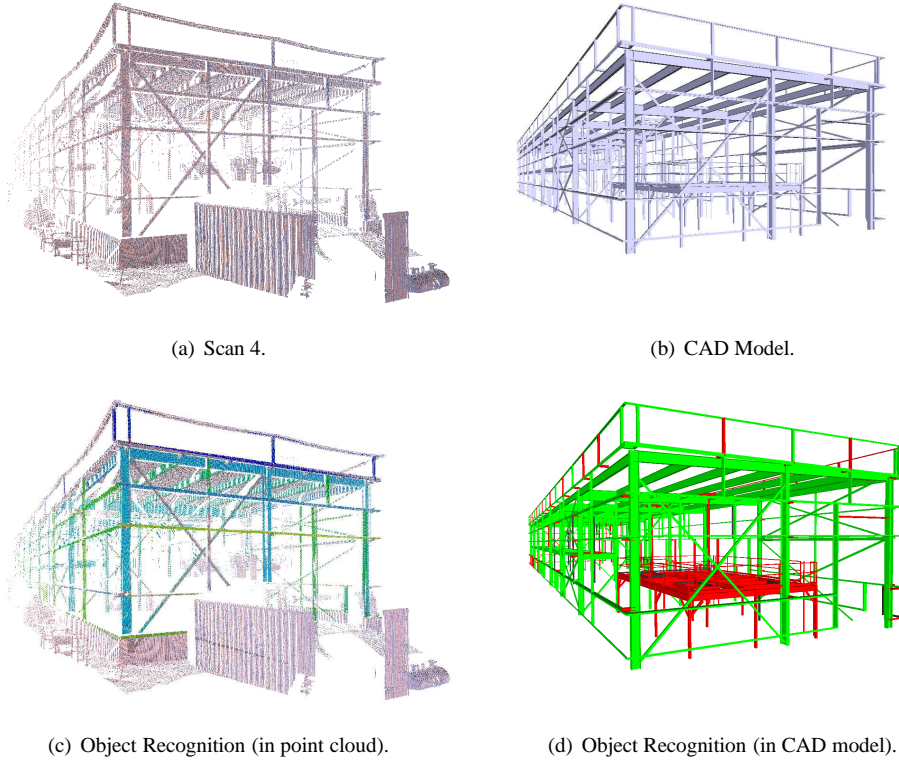 (a) Scan 4.
(b) CAD Model.
(c) Object Recognition (in point cloud).
(d) Object Recognition (in CAD model).